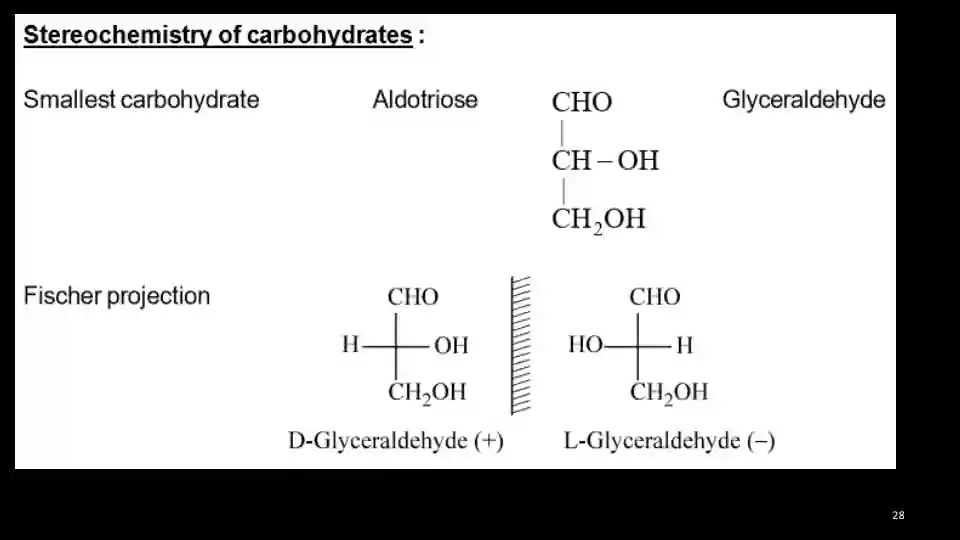 Stereochemistry of carbohydrates :
Smallest carbohydrate Aldotriose CHO Glyceraldehyde
CH – OH
CH₂OH
Fischer projection CHO CHO
H OH HO H
CH₂OH CH₂OH
D-Glyceraldehyde (+) L-Glyceraldehyde (–)
28